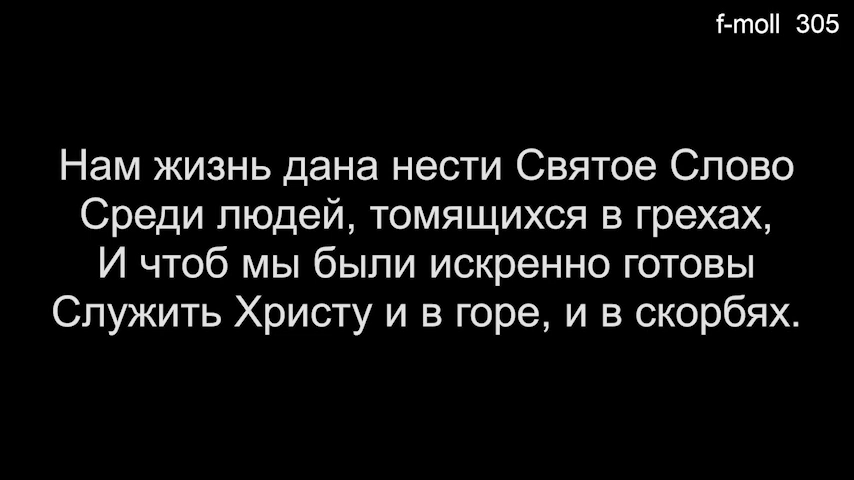 f-moll 305
Нам жизнь дана нести Святое Слово
Среди людей, томящихся в грехах,
И чтоб мы были искренно готовы
Служить Христу и в горе, и в скорбях.